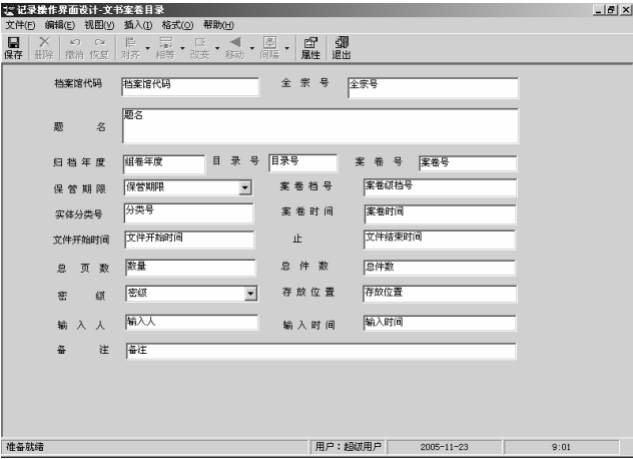 记录操作界面设计-文书案卷目录
文件(F) 编辑(E) 视图(V) 插入(I) 格式(O) 帮助(H)
保存 删除 撤消 恢复 对齐 相等 改变 移动 间隔 属性 退出
档案馆代码 档案馆代码 全 宗 号 全宗号
题 名 题名
归档年度 组卷年度 目 录 号 目录号 案 卷 号 案卷号
保管期限 保管期限 案卷档号 案卷级档号
实体分类号 分类号 案卷时间 案卷时间
文件开始时间 文件开始时间 止 文件结束时间
总 页 数 数量 总 件 数 总件数
密 级 密级 存放位置 存放位置
输 入 人 输入人 输入时间 输入时间
备 注 备注
准备就绪 用户：超级用户 2005-11-23 9:01